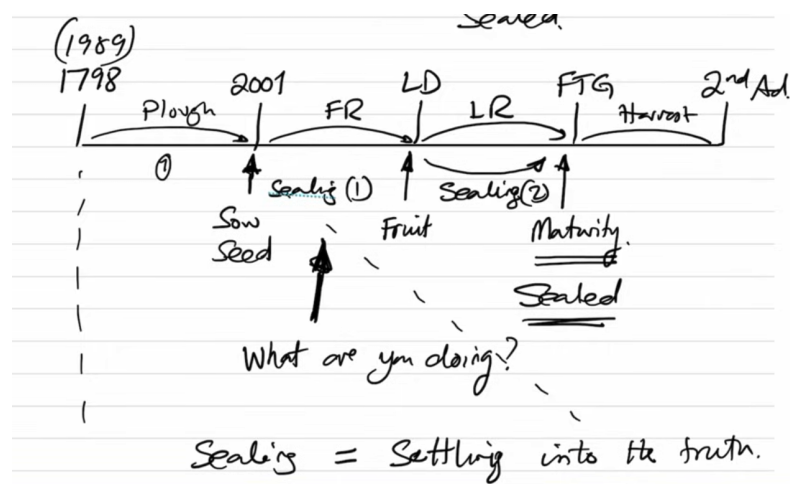 Sealed.
(1989)
1798 2001 LD FTG 2nd Ad.
Plough FR LR Harvest
① Sealing (1) Sealing (2)
Sow Fruit Maturity.
Seed
Sealed
What are you doing?
Sealing = Settling into the truth.